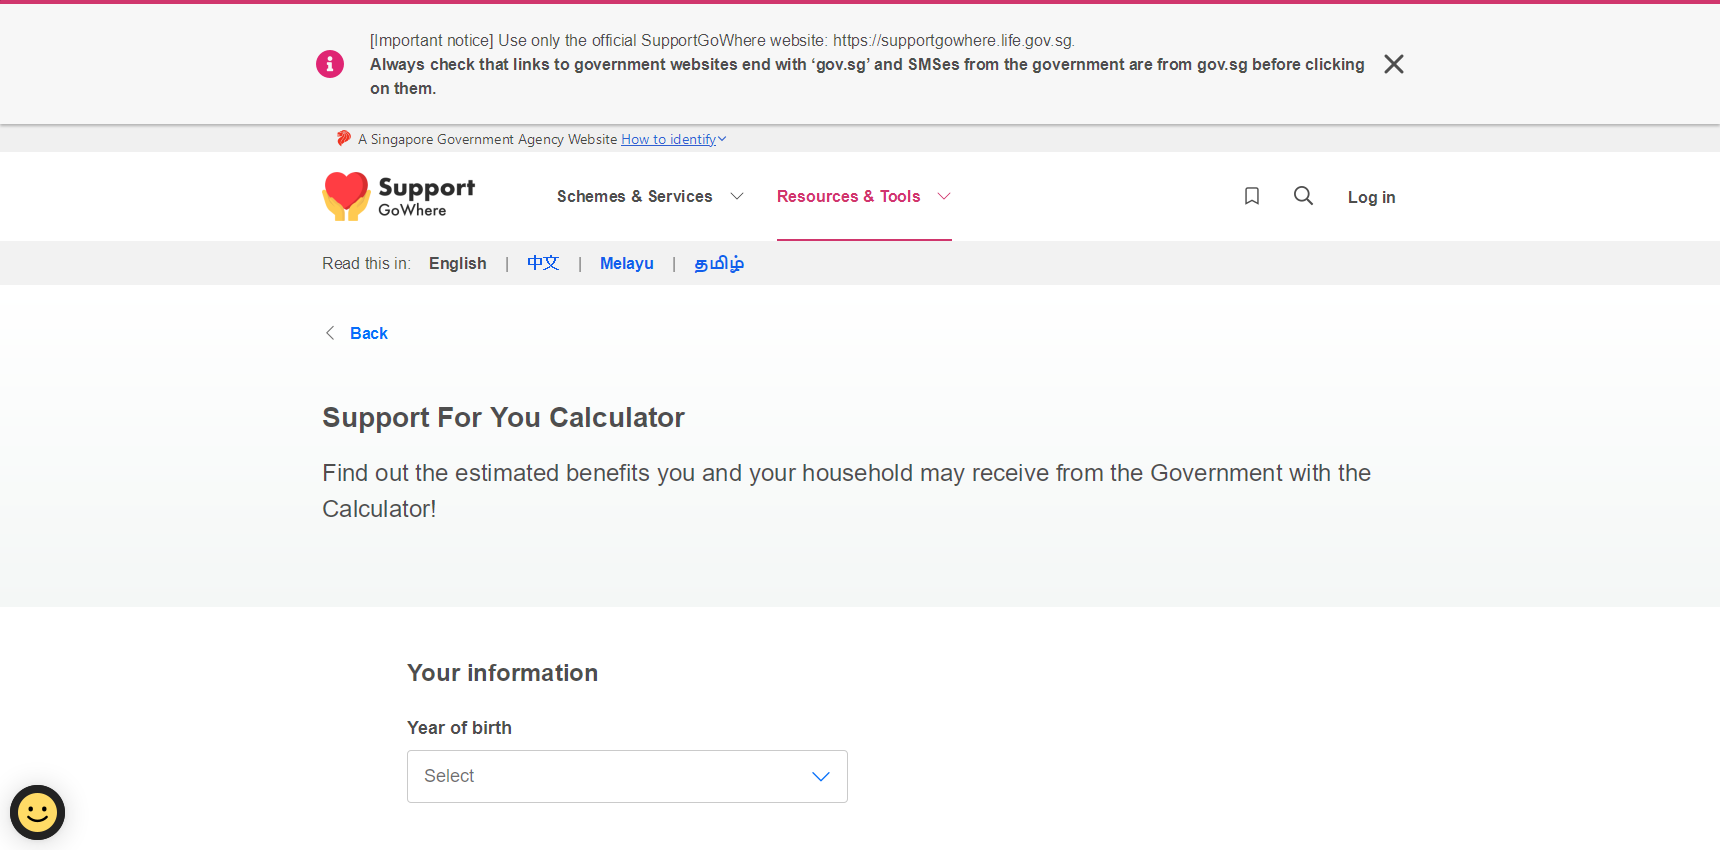 [Important notice] Use only the official SupportGoWhere website: https://supportgowhere.life.gov.sg.
Always check that links to government websites end with ‘gov.sg’ and SMSes from the government are from gov.sg before clicking
on them.
A Singapore Government Agency Website How to identify
Support
GoWhere
Schemes & Services
Resources & Tools
Log in
Read this in: English | 中文 | Melayu | தமிழ்
Back
Support For You Calculator
Find out the estimated benefits you and your household may receive from the Government with the
Calculator!
Your information
Year of birth
Select